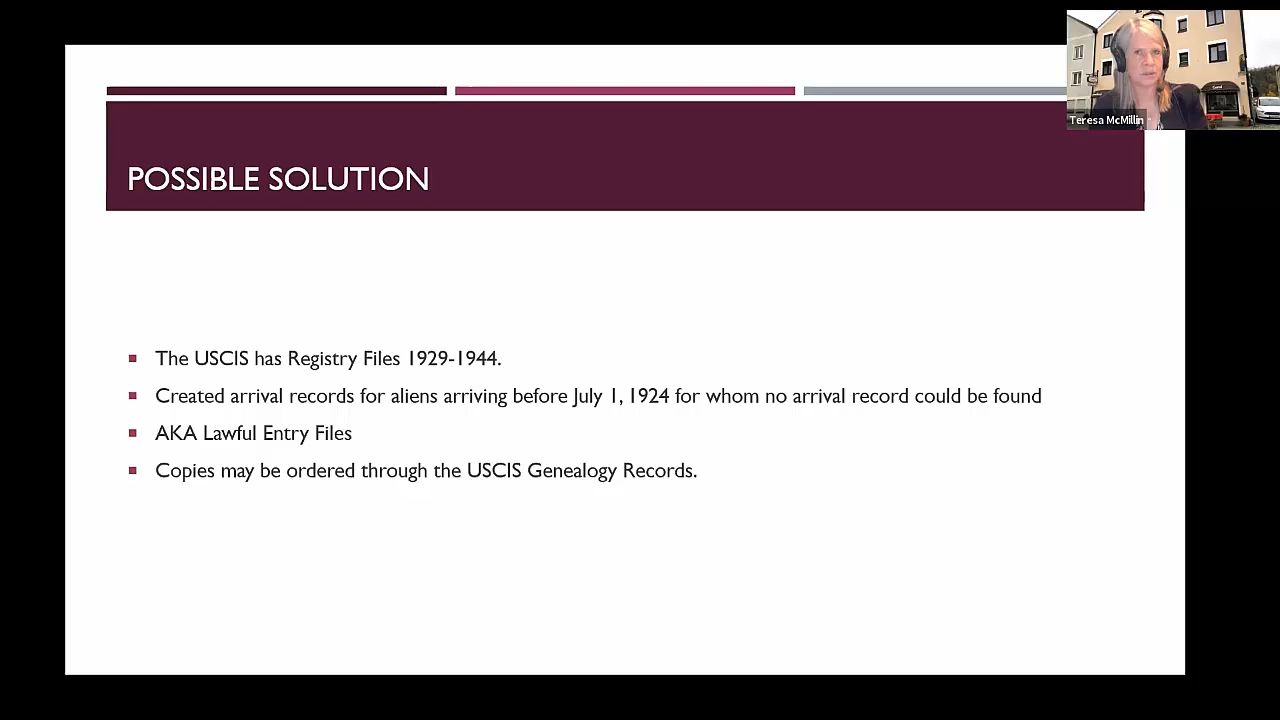 Teresa McMillin
POSSIBLE SOLUTION
The USCIS has Registry Files 1929-1944.
Created arrival records for aliens arriving before July 1, 1924 for whom no arrival record could be found
AKA Lawful Entry Files
Copies may be ordered through the USCIS Genealogy Records.